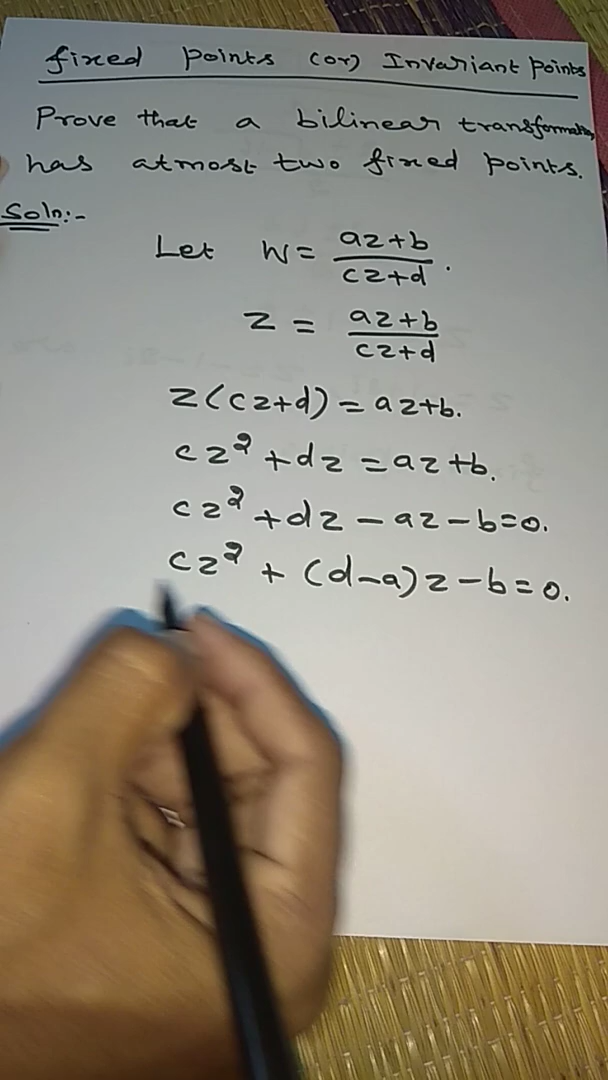 fixed points (or) Invariant points
Prove that a bilinear transformation
has atmost two fixed points.
Soln:-
Let W = az+b/cz+d.
z = az+b/cz+d
z(cz+d) = az+b.
cz² + dz = az+b.
cz² + dz - az - b = 0.
cz² + (d-a)z - b = 0.